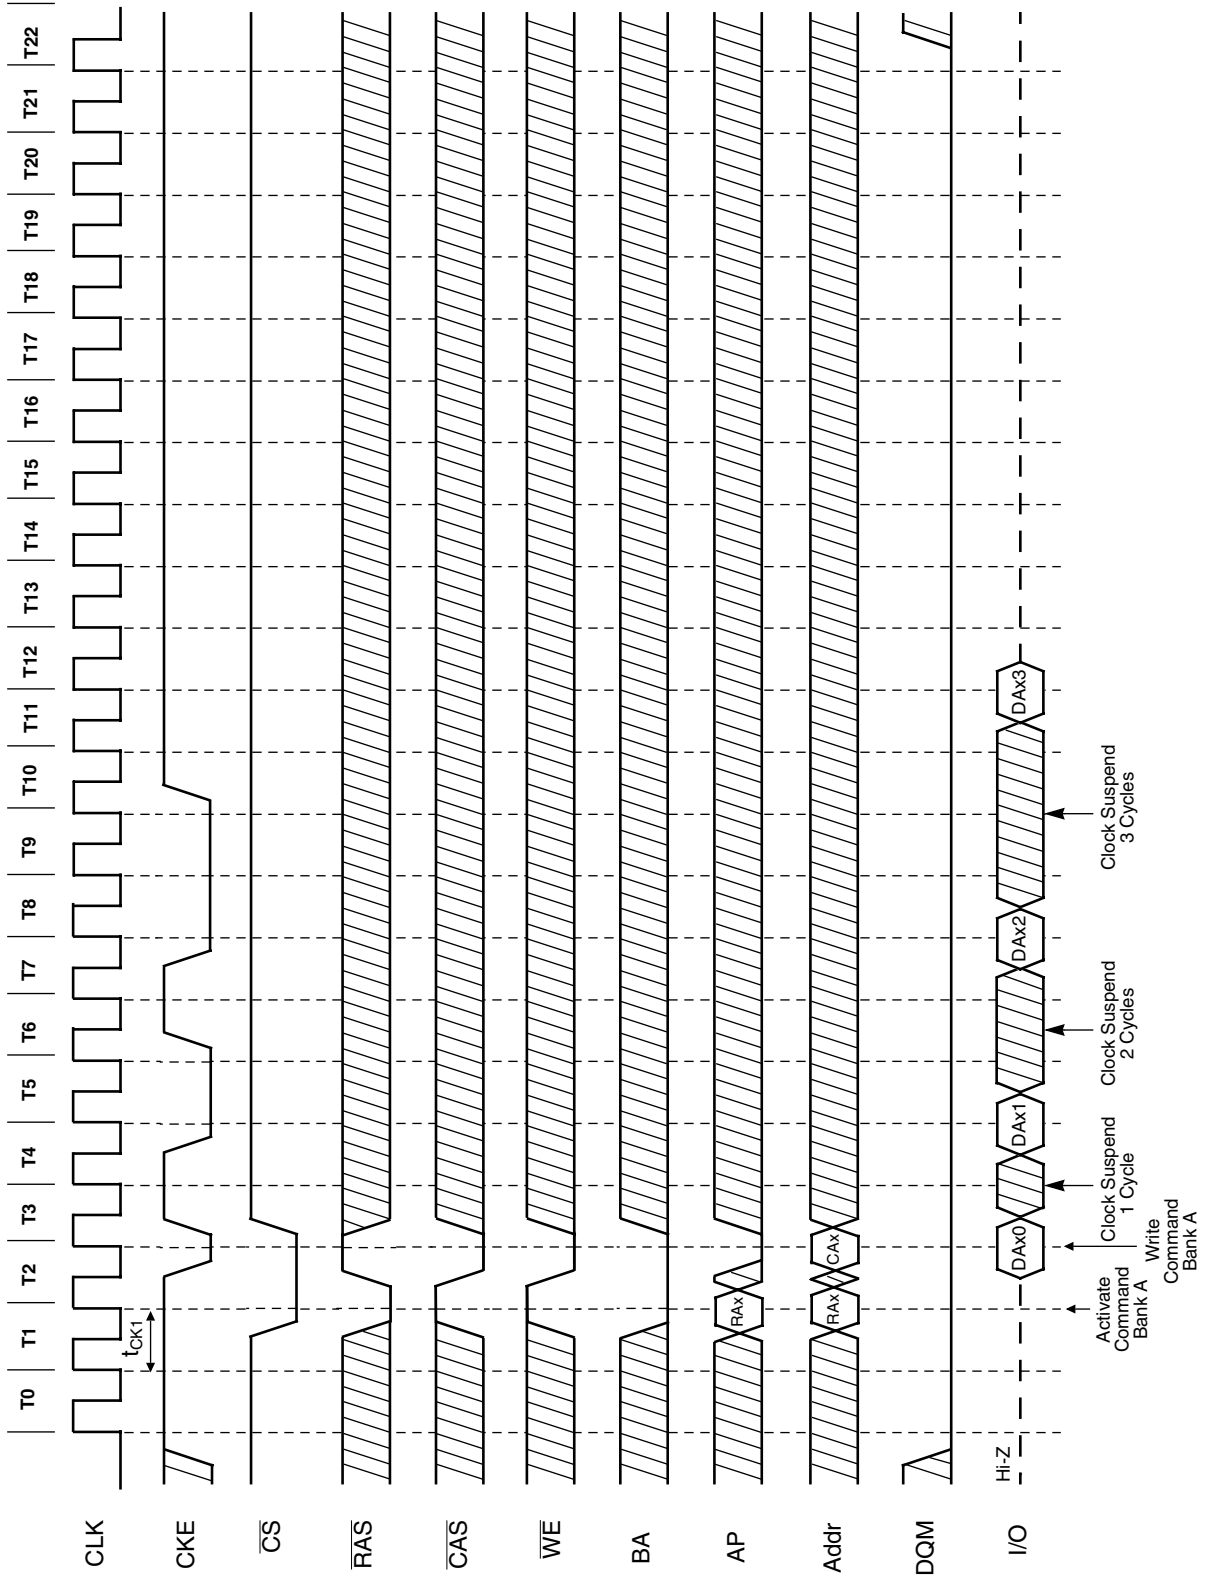 T0 T1 T2 T3 T4 T5 T6 T7 T8 T9 T10 T11 T12 T13 T14 T15 T16 T17 T18 T19 T20 T21 T22
CLK
tCK1
CKE
CS
RAS
CAS
WE
BA
AP
RAx
Addr
RAx CAx
DQM
I/O
Hi-Z
DAx0 DAx1 DAx2 DAx3
Activate
Command
Bank A
Write
Command
Bank A
Clock Suspend
1 Cycle
Clock Suspend
2 Cycles
Clock Suspend
3 Cycles